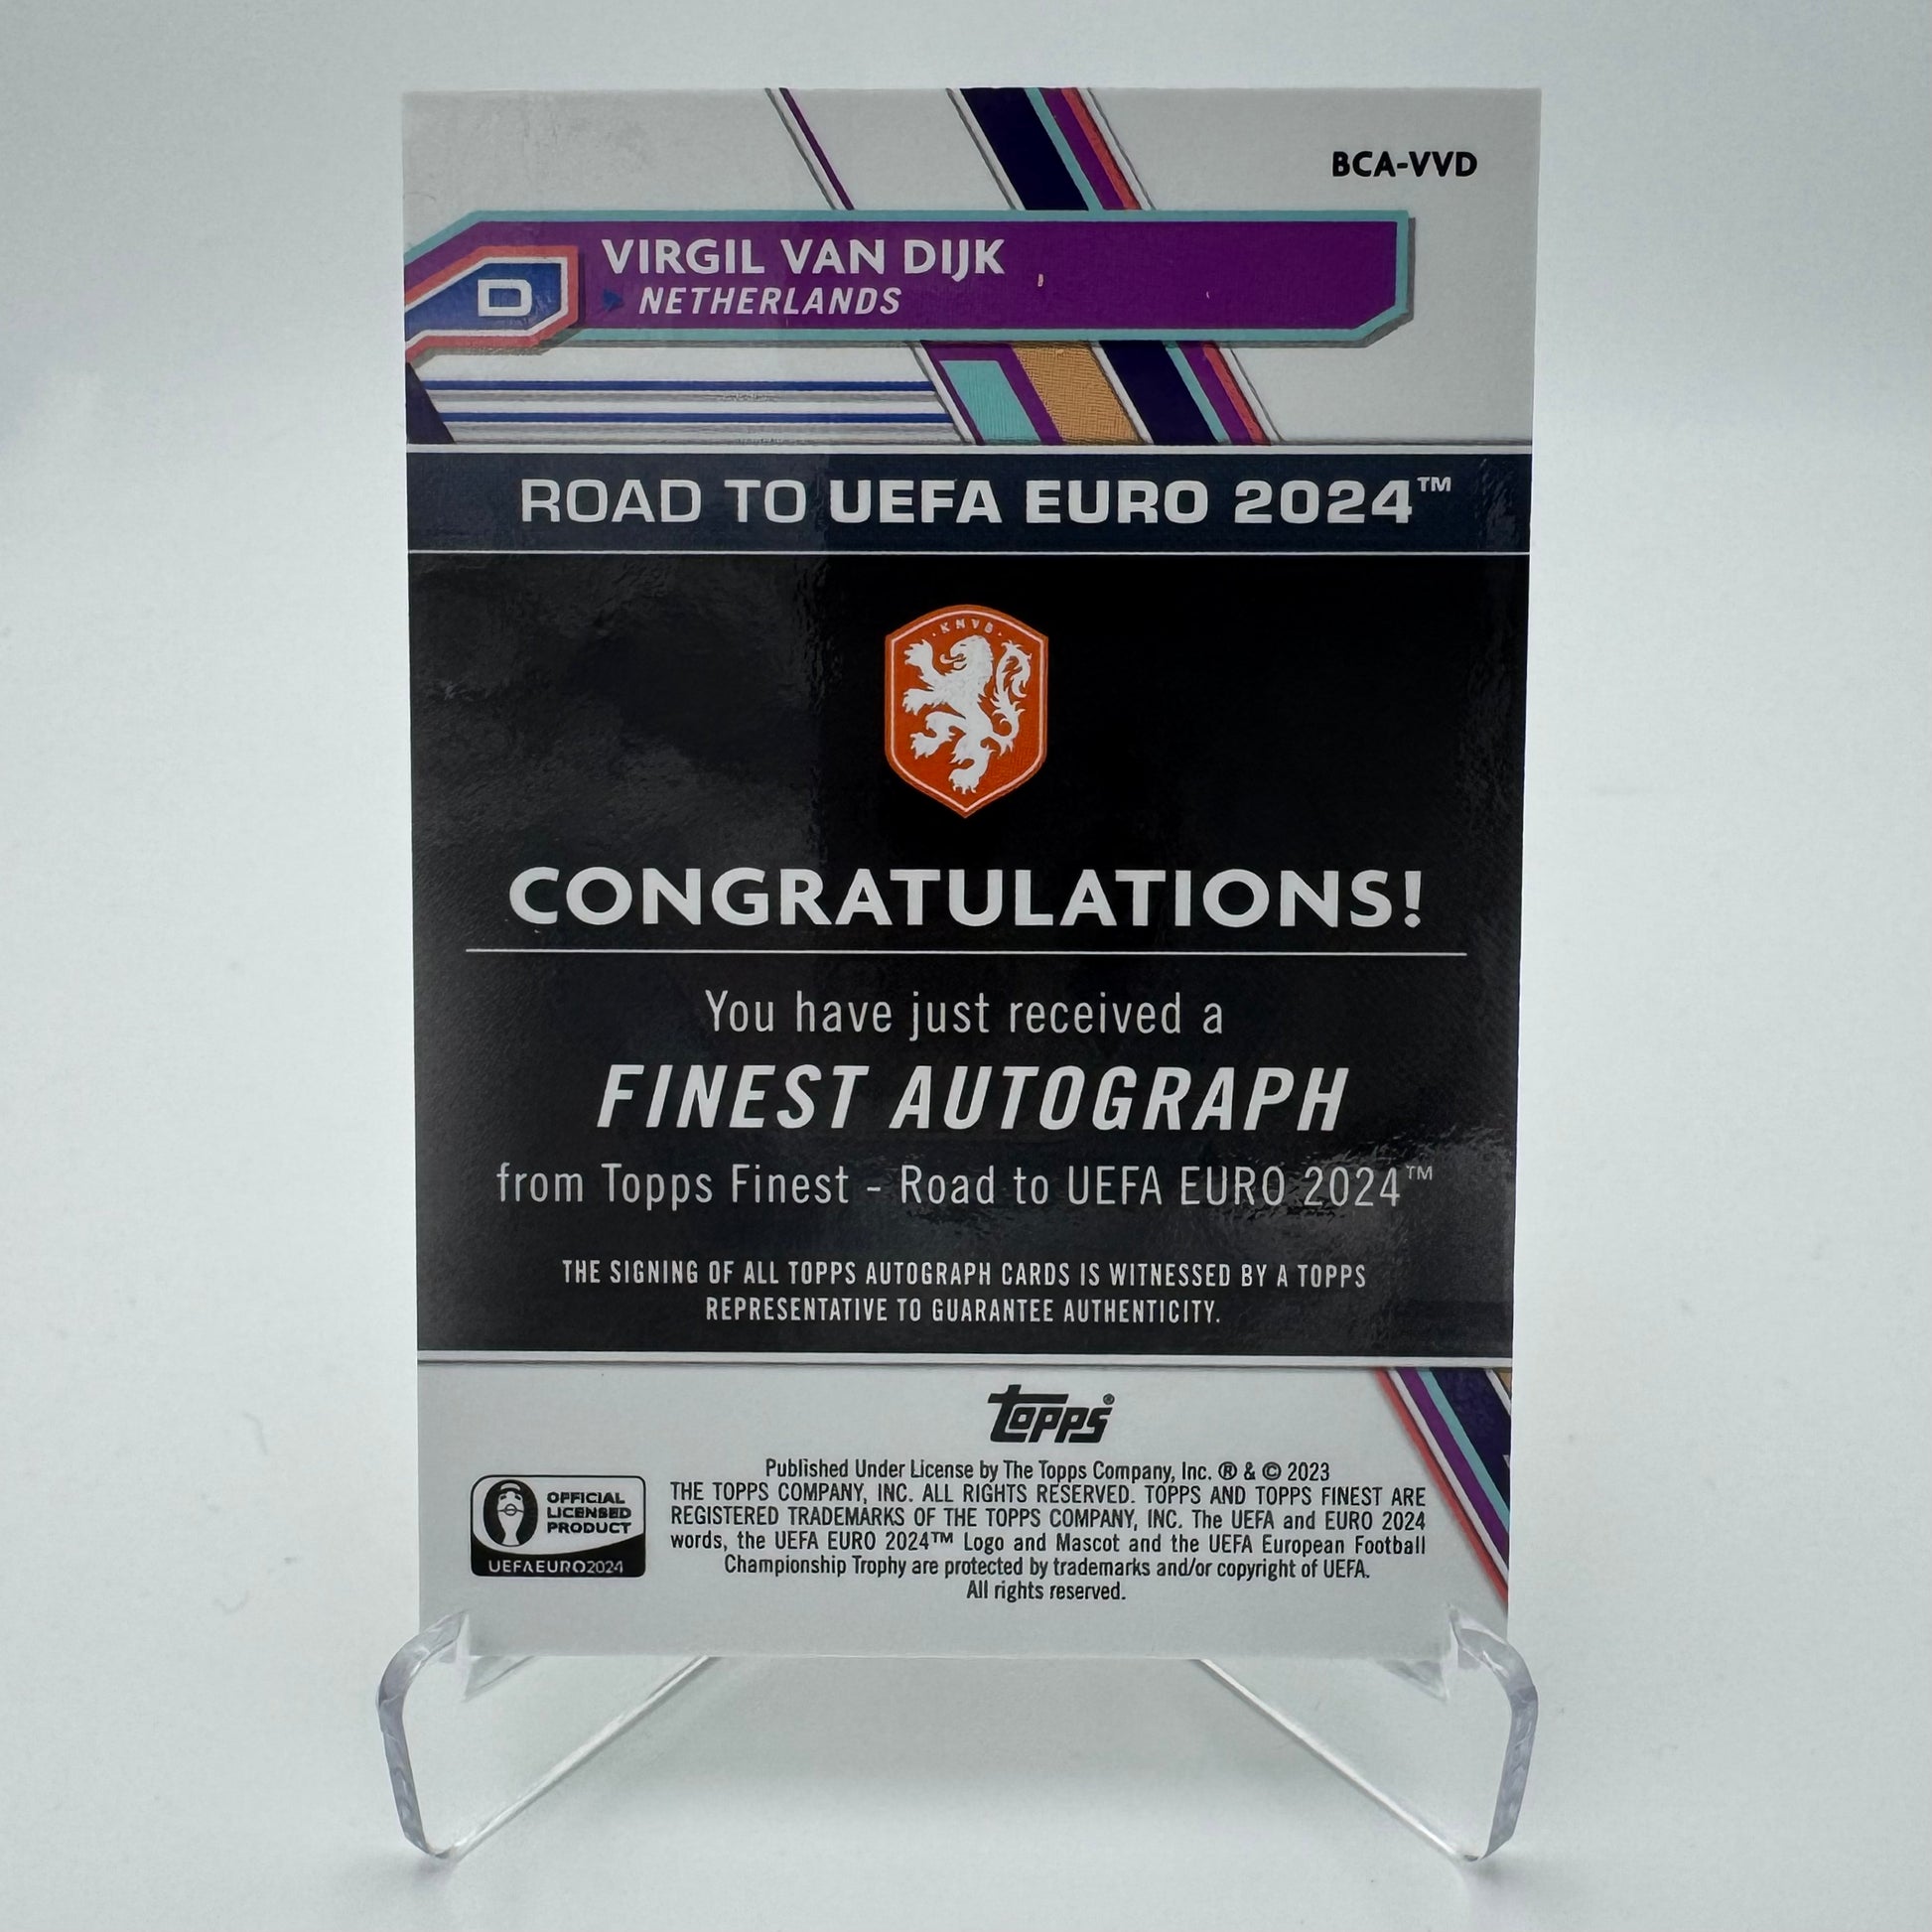 BCA-VVD
D
VIRGIL VAN DIJK
NETHERLANDS
ROAD TO UEFA EURO 2024™
KNVB
CONGRATULATIONS!
You have just received a
FINEST AUTOGRAPH
from Topps Finest - Road to UEFA EURO 2024™
THE SIGNING OF ALL TOPPS AUTOGRAPH CARDS IS WITNESSED BY A TOPPS
REPRESENTATIVE TO GUARANTEE AUTHENTICITY.
topps®
OFFICIAL
LICENSED
PRODUCT
UEFAEURO2024
Published Under License by The Topps Company, Inc. ® & © 2023
THE TOPPS COMPANY, INC. ALL RIGHTS RESERVED. TOPPS AND TOPPS FINEST ARE
REGISTERED TRADEMARKS OF THE TOPPS COMPANY, INC. The UEFA and EURO 2024
words, the UEFA EURO 2024™ Logo and Mascot and the UEFA European Football
Championship Trophy are protected by trademarks and/or copyright of UEFA.
All rights reserved.